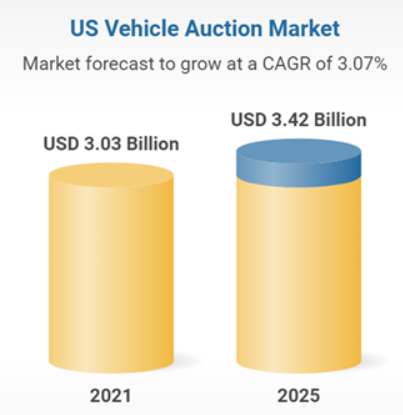 US Vehicle Auction Market
Market forecast to grow at a CAGR of 3.07%
USD 3.42 Billion
USD 3.03 Billion
2021
2025